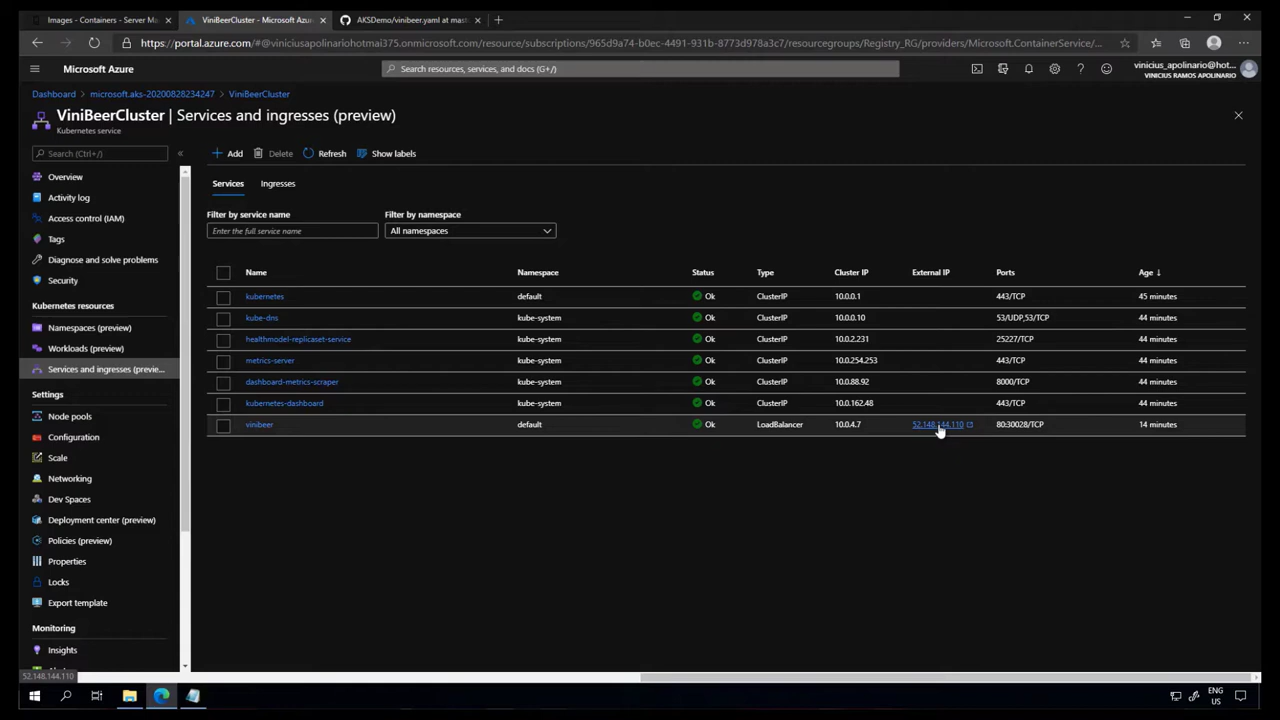 Images - Containers - Server Ma
ViniBeerCluster - Microsoft Azure
AKSDemo/vinibeer.yaml at mast
https://portal.azure.com/#@viniciusapolinariohotmai375.onmicrosoft.com/resource/subscriptions/965d9a74-b0ec-4491-931b-8773d978a3c7/resourcegroups/Registry_RG/providers/Microsoft.ContainerService/...
Microsoft Azure
Search resources, services, and docs (G+/)
vinicius_apolinario@hot...
VINICIUS RAMOS APOLINARIO
Dashboard > microsoft.aks-20200828234247 > ViniBeerCluster
ViniBeerCluster | Services and ingresses (preview)
Kubernetes service
Search (Ctrl+/)
Overview
Activity log
Access control (IAM)
Tags
Diagnose and solve problems
Security
Kubernetes resources
Namespaces (preview)
Workloads (preview)
Services and ingresses (previe...
Settings
Node pools
Configuration
Scale
Networking
Dev Spaces
Deployment center (preview)
Policies (preview)
Properties
Locks
Export template
Monitoring
Insights
Add Delete Refresh Show labels
Services Ingresses
Filter by service name Filter by namespace
Enter the full service name All namespaces
Name Namespace Status Type Cluster IP External IP Ports Age ↓
kubernetes default Ok ClusterIP 10.0.0.1 443/TCP 45 minutes
kube-dns kube-system Ok ClusterIP 10.0.0.10 53/UDP,53/TCP 44 minutes
healthmodel-replicaset-service kube-system Ok ClusterIP 10.0.2.231 25227/TCP 44 minutes
metrics-server kube-system Ok ClusterIP 10.0.254.253 443/TCP 44 minutes
dashboard-metrics-scraper kube-system Ok ClusterIP 10.0.88.92 8000/TCP 44 minutes
kubernetes-dashboard kube-system Ok ClusterIP 10.0.162.48 443/TCP 44 minutes
vinibeer default Ok LoadBalancer 10.0.4.7 52.148.144.110 80:30028/TCP 14 minutes
52.148.144.110
ENG
US